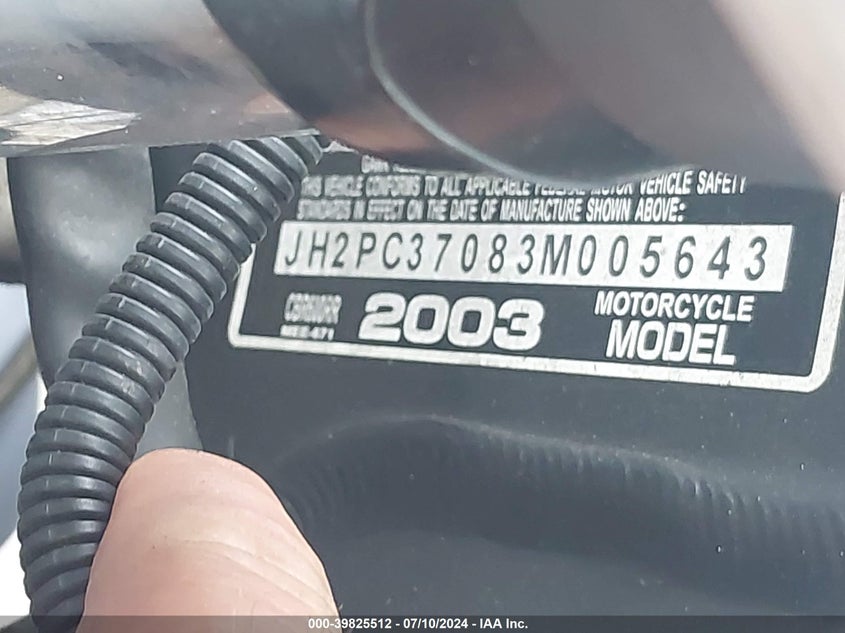 THIS VEHICLE CONFORMS TO ALL APPLICABLE FEDERAL MOTOR VEHICLE SAFETY
STANDARDS IN EFFECT ON THE DATE OF MANUFACTURE SHOWN ABOVE:
JH2PC37083M005643
CBR600RR 2003 MOTORCYCLE
MODEL
000-39825512 - 07/10/2024 - IAA Inc.